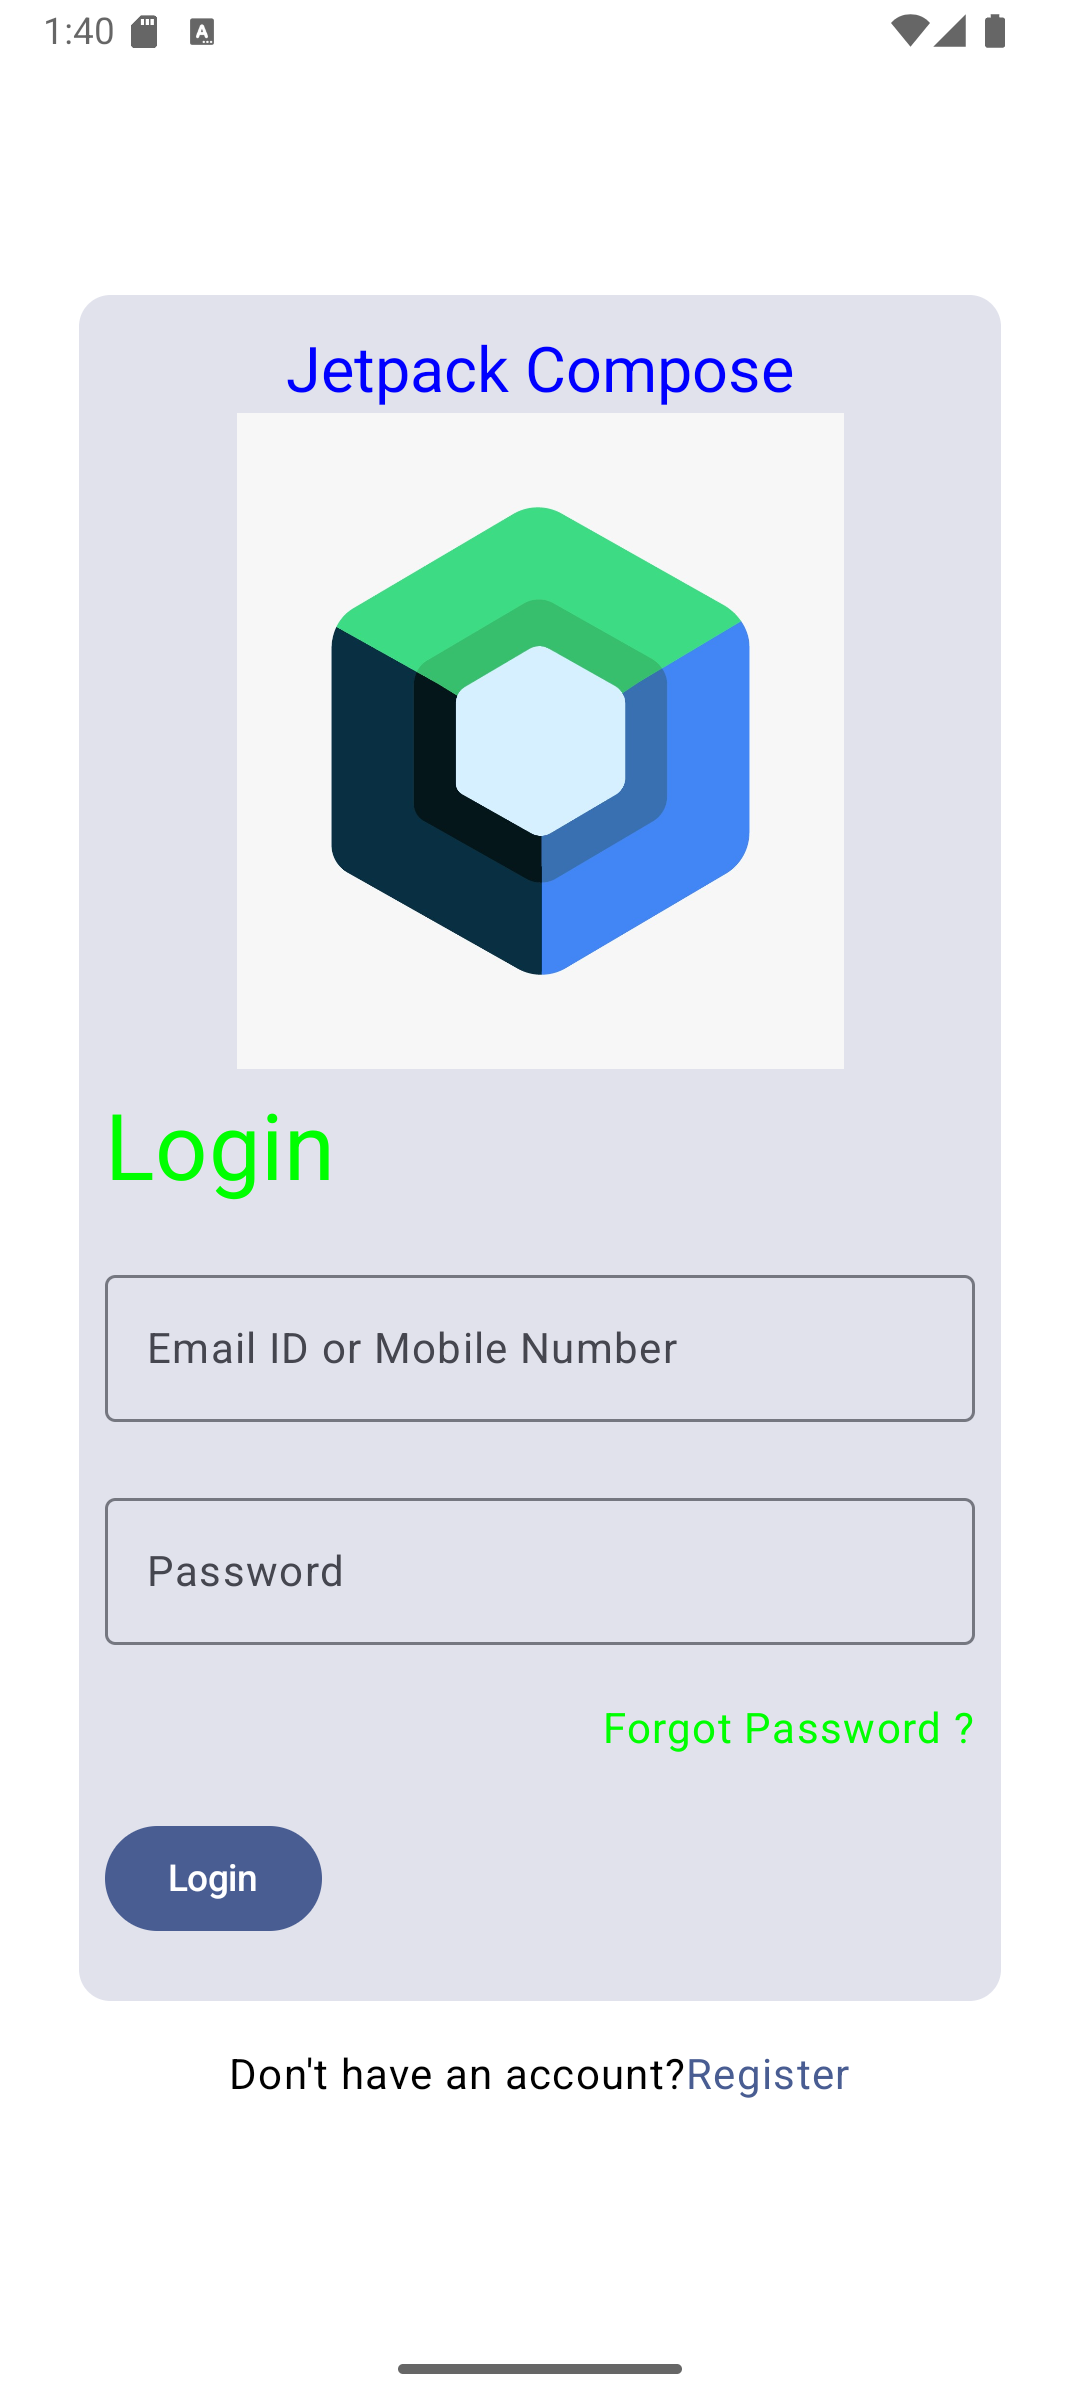 1:40
Jetpack Compose
Login
Email ID or Mobile Number
Password
Forgot Password ?
Login
Don't have an account?Register